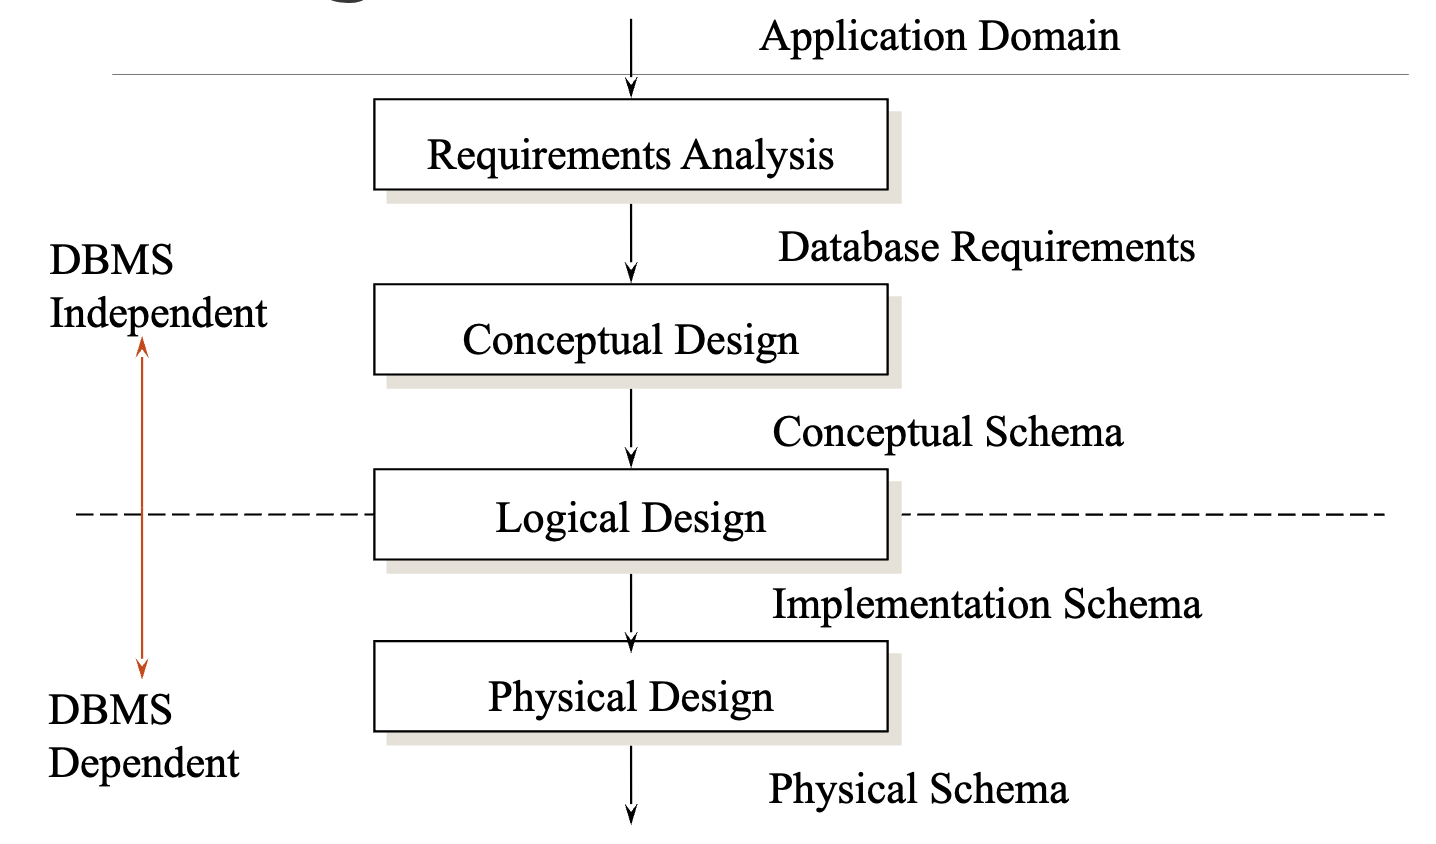 Application Domain
Requirements Analysis
Database Requirements
DBMS
Independent
Conceptual Design
Conceptual Schema
Logical Design
Implementation Schema
Physical Design
DBMS
Dependent
Physical Schema